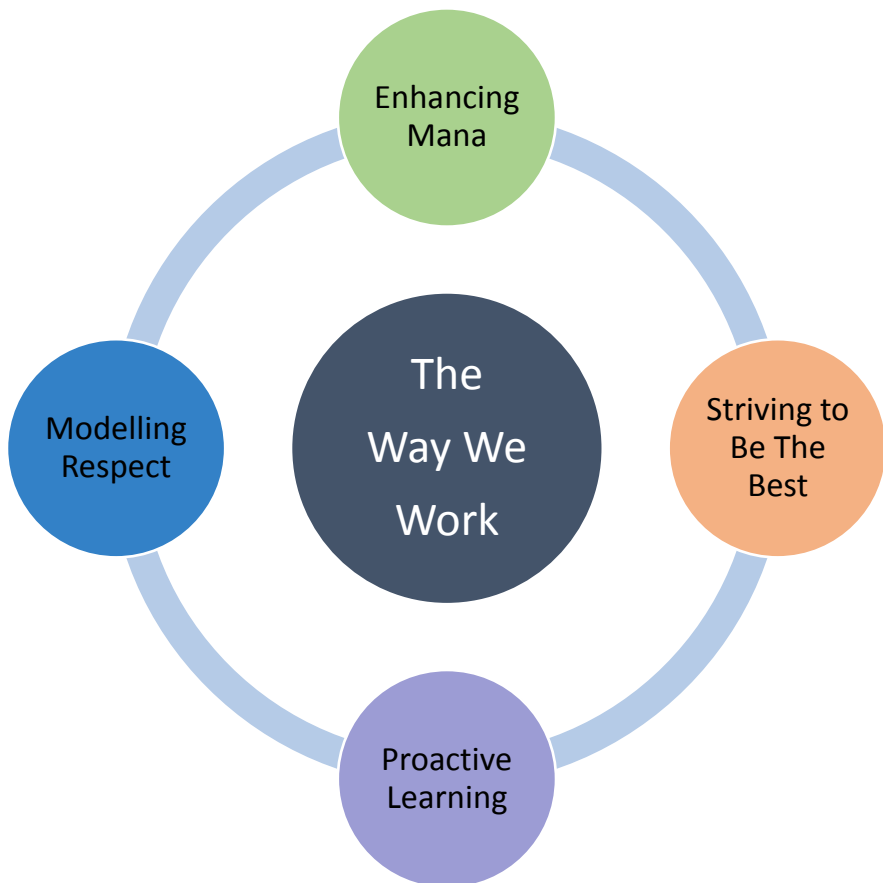 Enhancing
Mana
Modelling
Respect
The
Way We
Work
Striving to
Be The
Best
Proactive
Learning